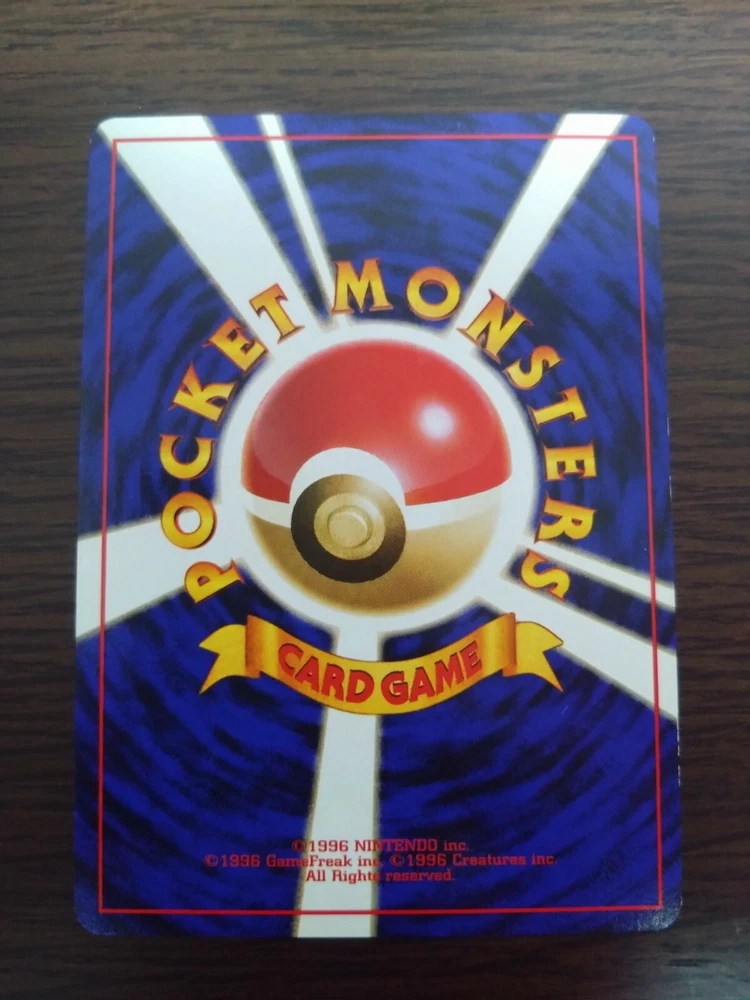 POCKET MONSTERS
CARD GAME
©1996 NINTENDO inc.
©1996 GameFreak inc. ©1996 Creatures inc.
All Rights reserved.